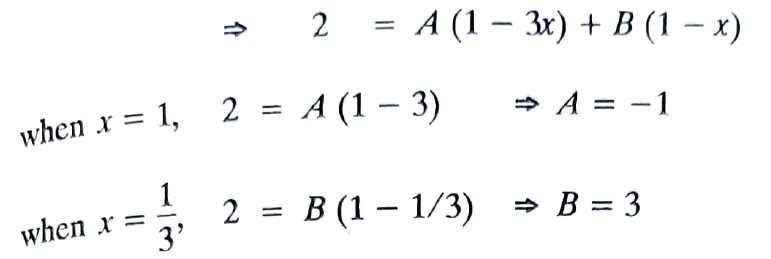 ⇒ 2 = A (1 − 3x) + B (1 − x)
when x = 1, 2 = A (1 − 3) ⇒ A = −1
when x = 1/3, 2 = B (1 − 1/3) ⇒ B = 3